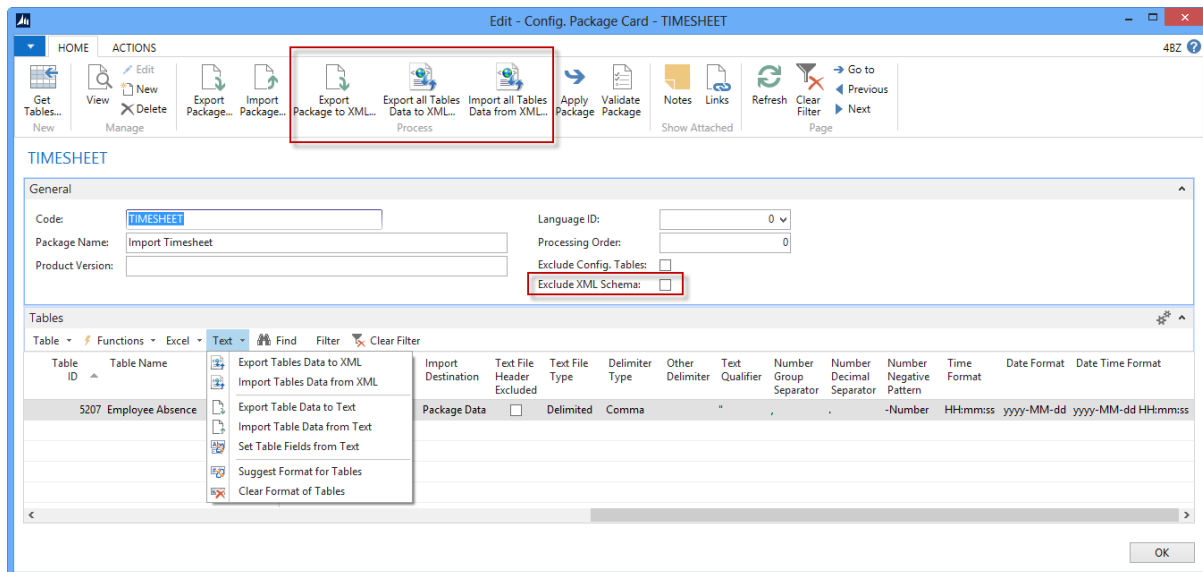 Edit - Config. Package Card - TIMESHEET
HOME ACTIONS 4BZ
Get Tables...
View
Edit
New
Delete
Export Package...
Import Package...
Export Package to XML...
Export all Tables Data to XML...
Import all Tables Data from XML...
Apply Package
Validate Package
Notes
Links
Refresh
Clear Filter
Go to
Previous
Next
New Manage Process Show Attached Page
TIMESHEET
General
Code: TIMESHEET Language ID: 0
Package Name: Import Timesheet Processing Order: 0
Product Version: Exclude Config. Tables:
Exclude XML Schema:
Tables
Table Functions Excel Text Find Filter Clear Filter
Table ID Table Name Import Destination Text File Header Excluded Text File Type Delimiter Type Other Delimiter Text Qualifier Number Group Separator Number Decimal Separator Number Negative Pattern Time Format Date Format Date Time Format
5207 Employee Absence Package Data Delimited Comma " , . -Number HH:mm:ss yyyy-MM-dd yyyy-MM-dd HH:mm:ss
Export Tables Data to XML
Import Tables Data from XML
Export Table Data to Text
Import Table Data from Text
Set Table Fields from Text
Suggest Format for Tables
Clear Format of Tables
OK